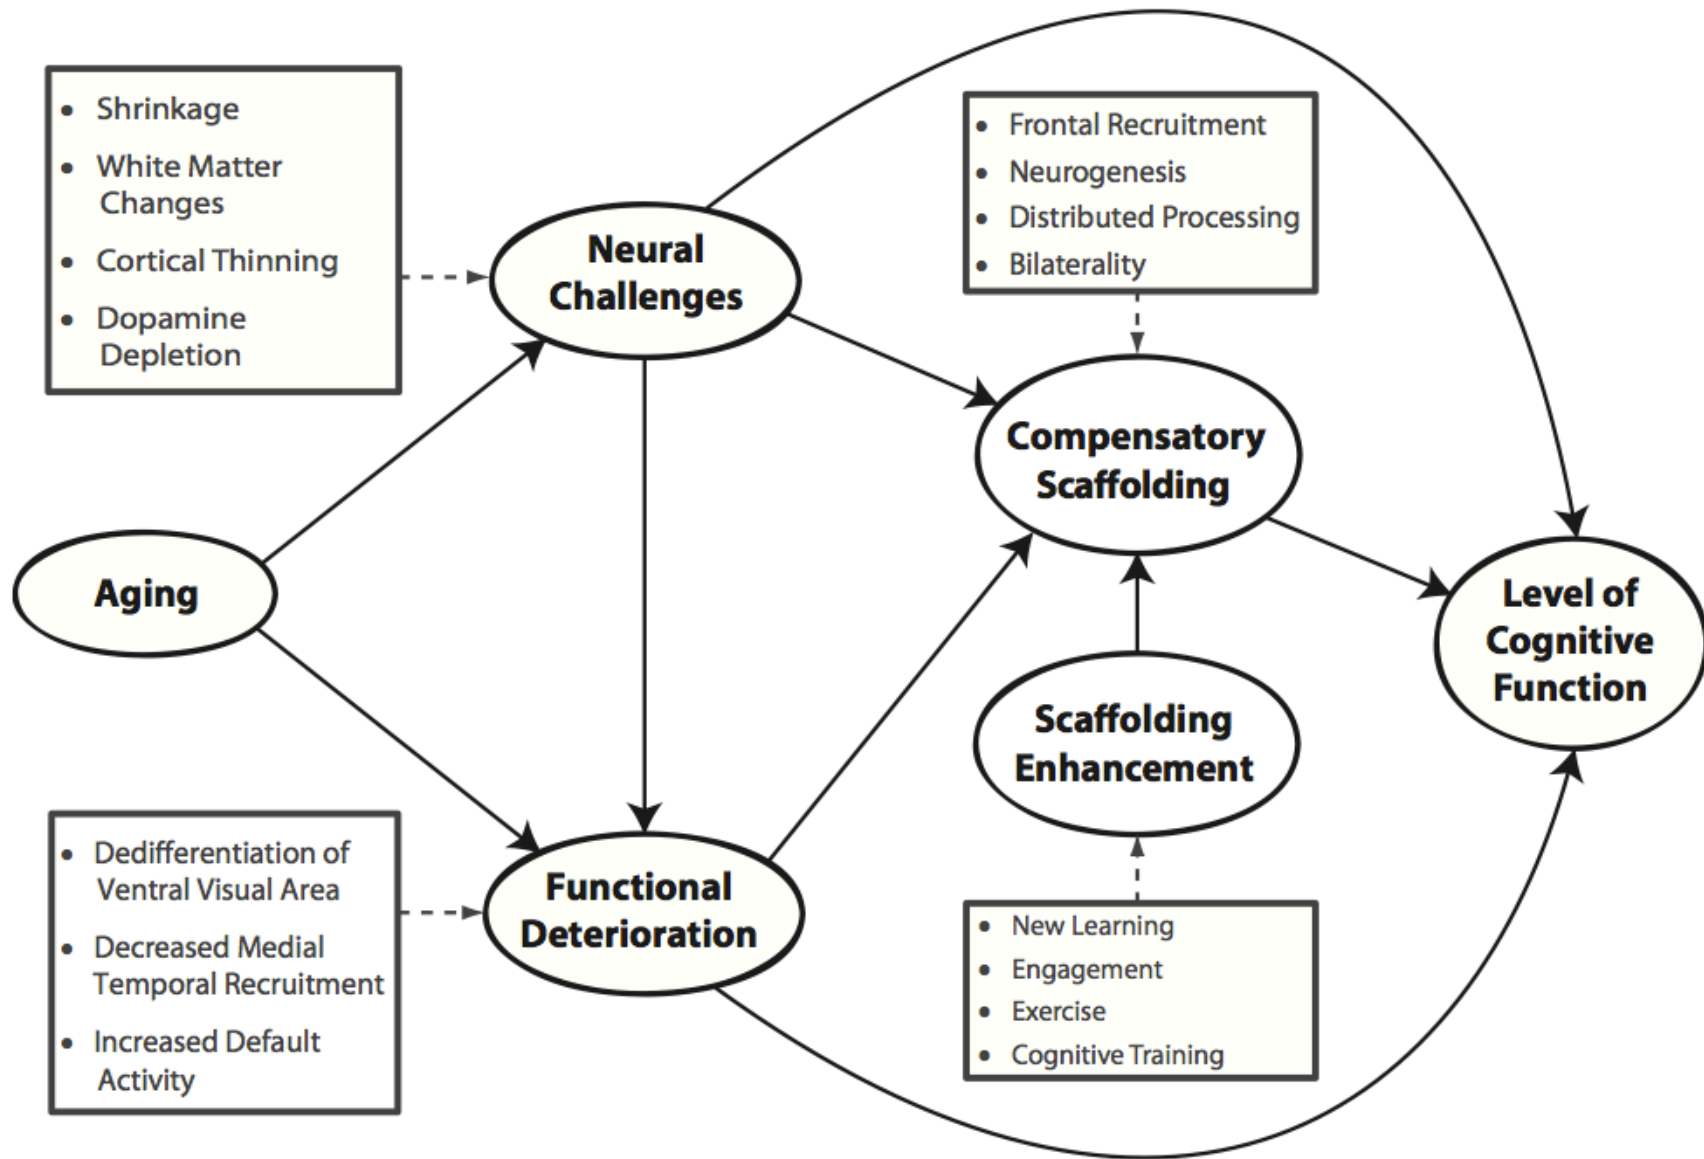 • Shrinkage
• White Matter
Changes
• Cortical Thinning
• Dopamine
Depletion
Neural
Challenges
• Frontal Recruitment
• Neurogenesis
• Distributed Processing
• Bilaterality
Compensatory
Scaffolding
Aging
Level of
Cognitive
Function
Scaffolding
Enhancement
• Dedifferentiation of
Ventral Visual Area
• Decreased Medial
Temporal Recruitment
• Increased Default
Activity
Functional
Deterioration
• New Learning
• Engagement
• Exercise
• Cognitive Training